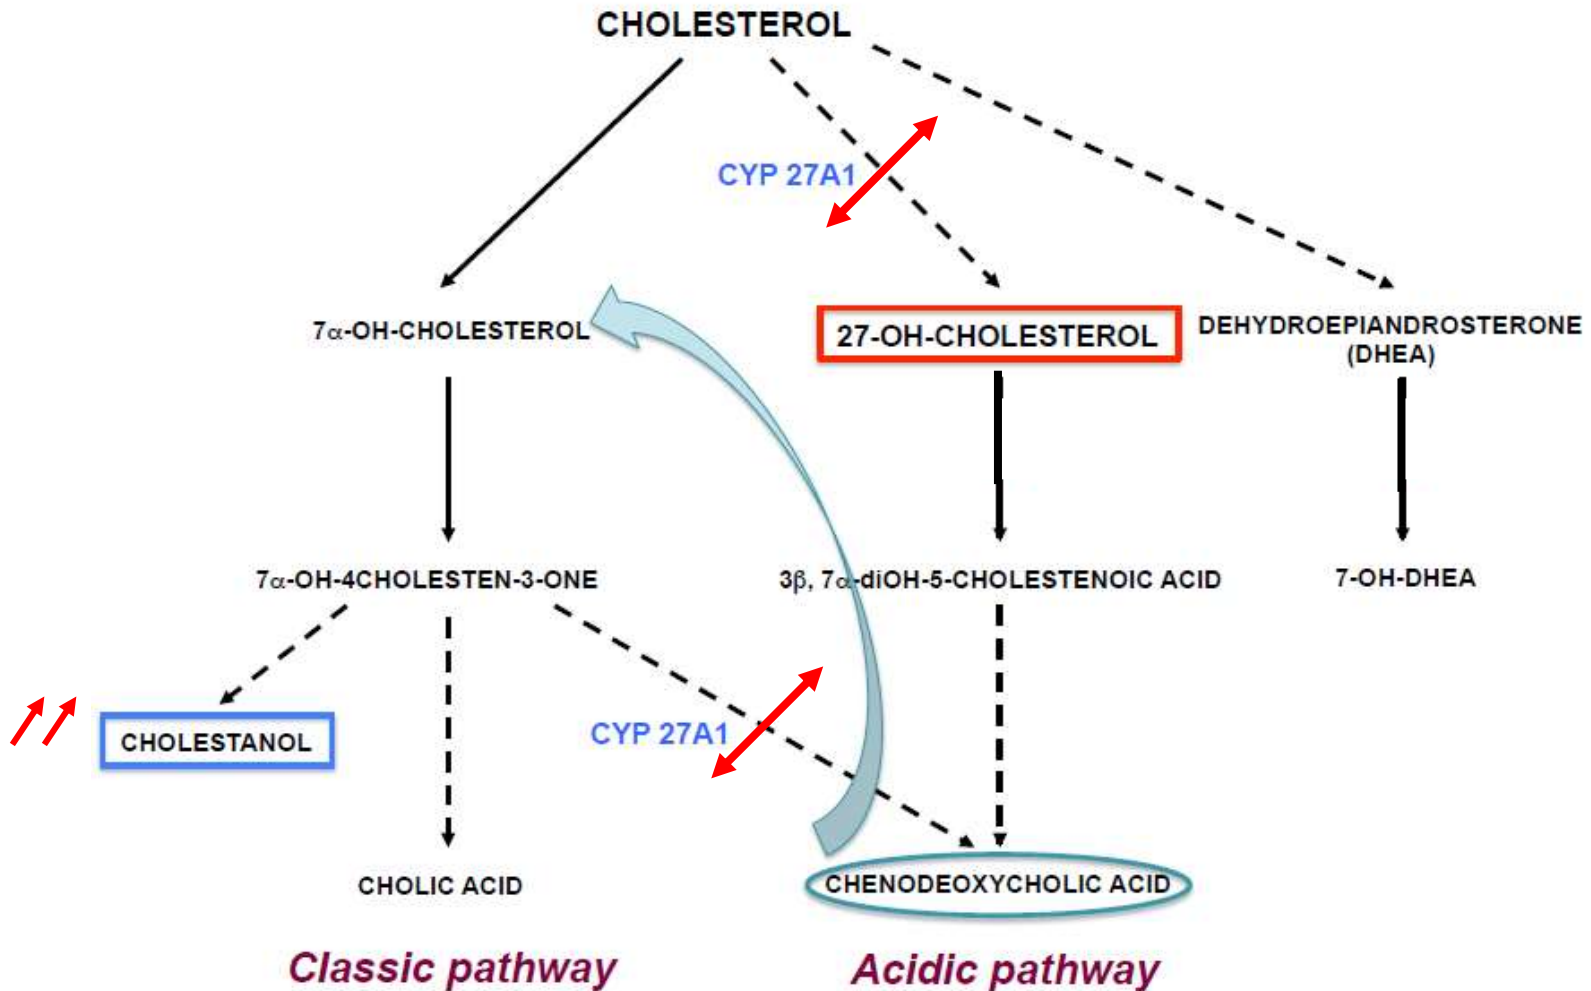 CHOLESTEROL
CYP 27A1
7α-OH-CHOLESTEROL
27-OH-CHOLESTEROL
DEHYDROEPIANDROSTERONE
(DHEA)
7α-OH-4CHOLESTEN-3-ONE
3β, 7α-diOH-5-CHOLESTENOIC ACID
7-OH-DHEA
CHOLESTANOL
CYP 27A1
CHOLIC ACID
CHENODEOXYCHOLIC ACID
Classic pathway
Acidic pathway